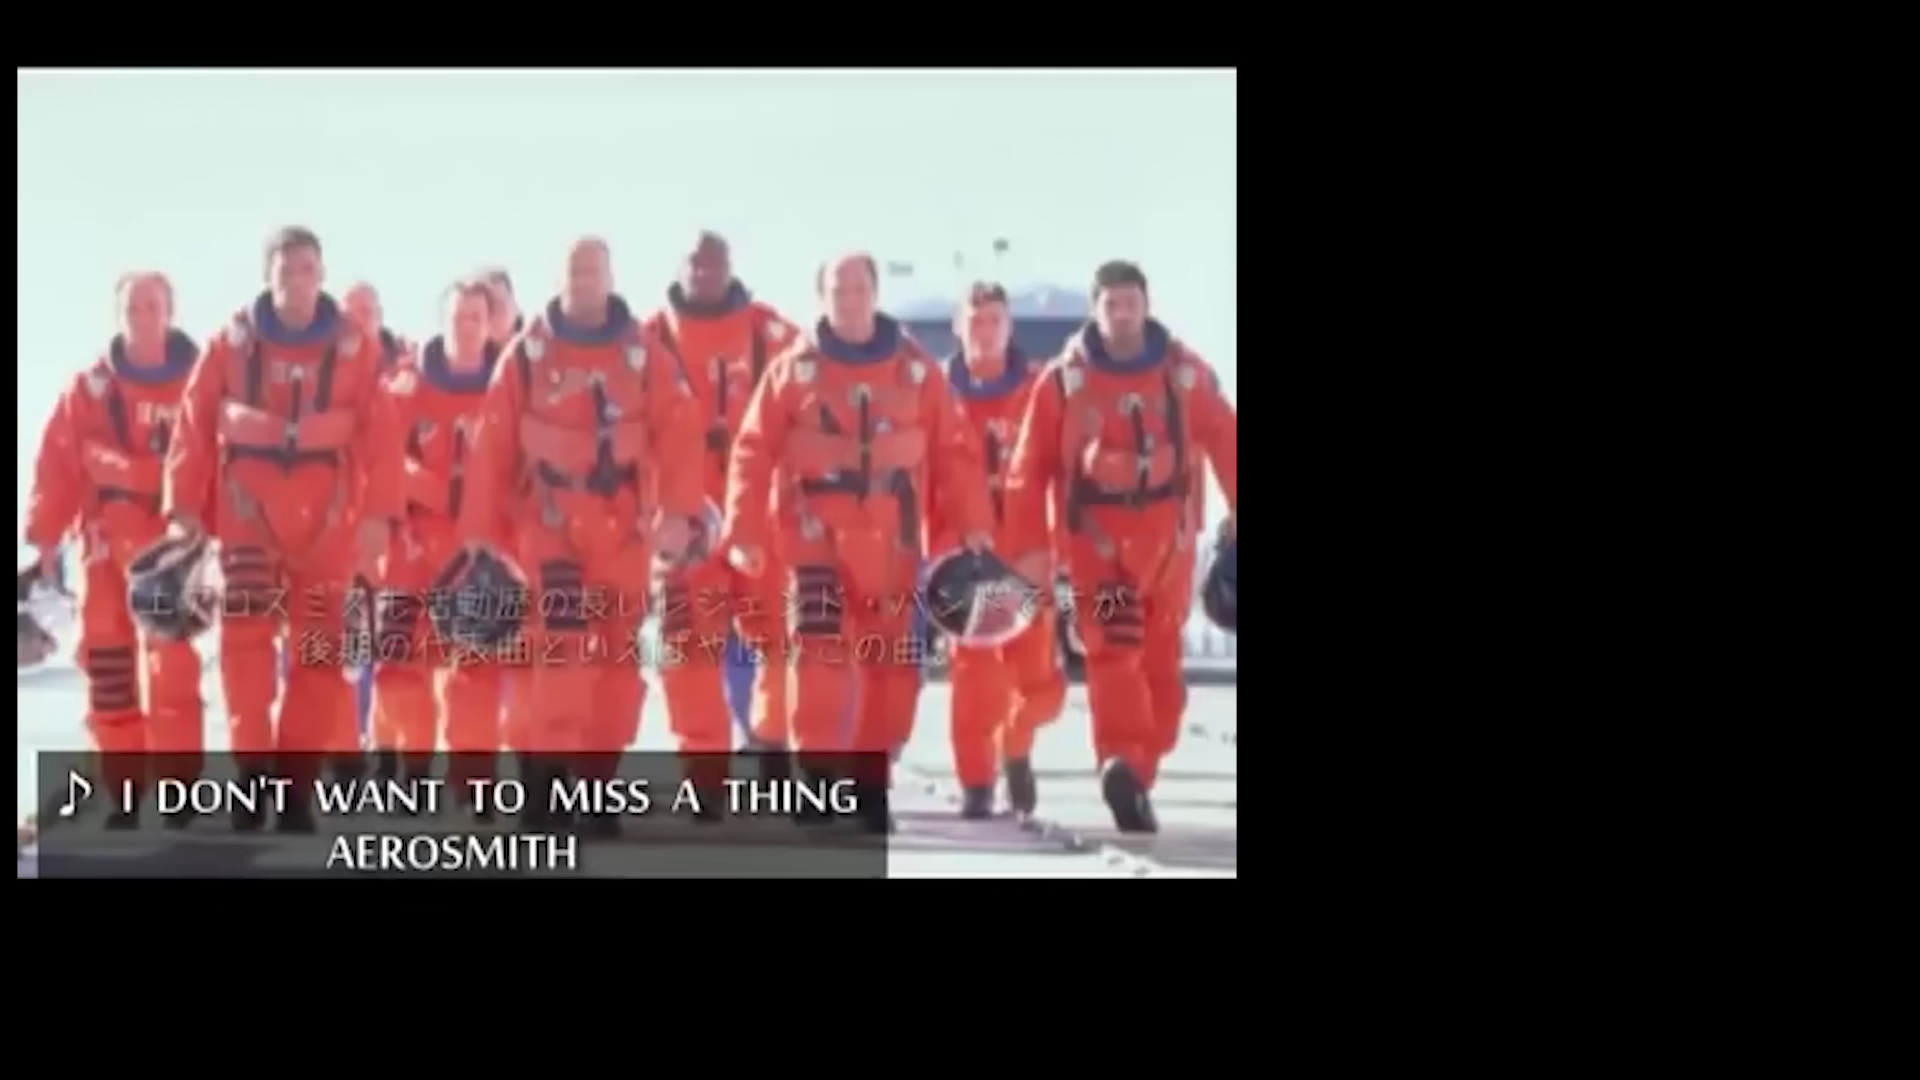 エアロスミスも活動歴の長いレジェンド・バンドですが
後期の代表曲といえばやはりこの曲。
♪ I DON'T WANT TO MISS A THING
AEROSMITH